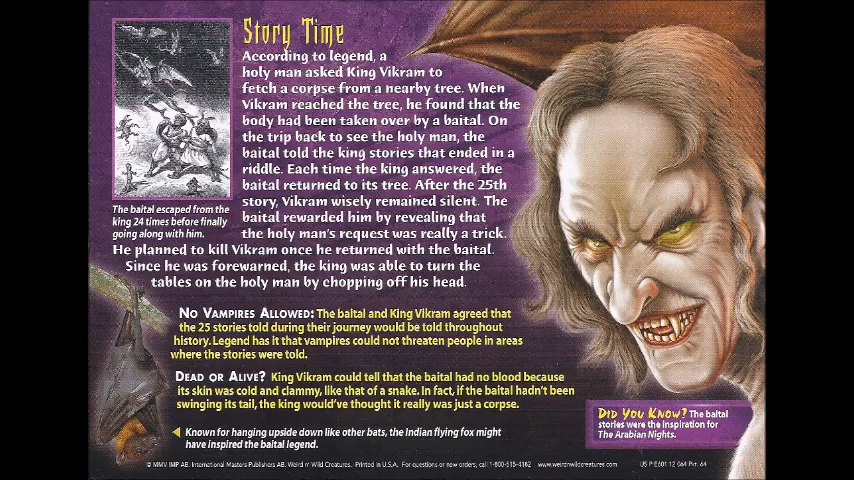 Story Time
According to legend, a
holy man asked King Vikram to
fetch a corpse from a nearby tree. When
Vikram reached the tree, he found that the
body had been taken over by a baital. On
the trip back to see the holy man, the
baital told the king stories that ended in a
riddle. Each time the king answered, the
baital returned to its tree. After the 25th
story, Vikram wisely remained silent. The
baital rewarded him by revealing that
the holy man's request was really a trick.
He planned to kill Vikram once he returned with the baital.
Since he was forewarned, the king was able to turn the
tables on the holy man by chopping off his head.
The baital escaped from the
king 24 times before finally
going along with him.
No Vampires Allowed: The baital and King Vikram agreed that
the 25 stories told during their journey would be told throughout
history. Legend has it that vampires could not threaten people in areas
where the stories were told.
Dead or Alive? King Vikram could tell that the baital had no blood because
its skin was cold and clammy, like that of a snake. In fact, if the baital hadn't been
swinging its tail, the king would've thought it really was just a corpse.
Known for hanging upside down like other bats, the Indian flying fox might
have inspired the baital legend.
Did You Know? The baital
stories were the inspiration for
The Arabian Nights.
© MMV IMP AB. International Masters Publishers AB. Weird n' Wild Creatures. Printed in U.S.A. For questions or new orders, call 1-800-515-4162 www.weirdnwildcreatures.com US P E601 12 064 Pkt. 64